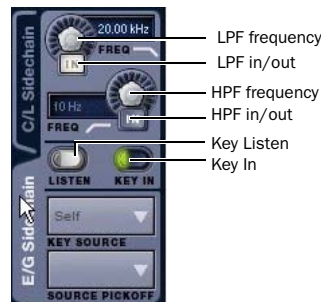 20.00 kHz
FREQ
IN
10 Hz
IN
FREQ
LISTEN
KEY IN
Self
KEY SOURCE
SOURCE PICKOFF
C/L Sidechain
E/G Sidechain
LPF frequency
LPF in/out
HPF frequency
HPF in/out
Key Listen
Key In